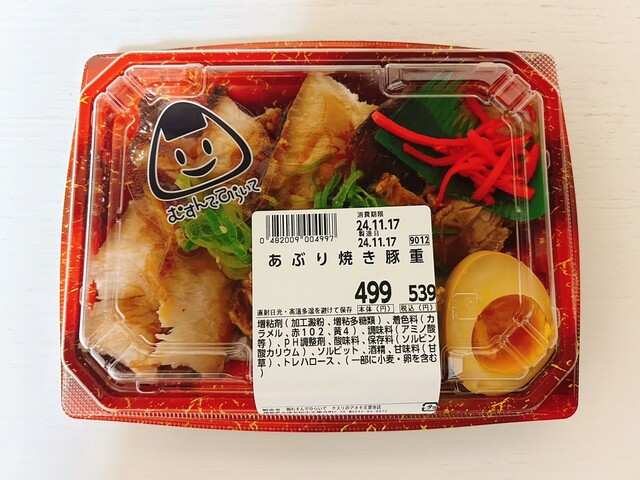 むすんでひらいて
消費期限
24.11.17
製造日
24.11.17
9012
0 482009 004997
あぶり焼き豚重
499
539
直射日光・高温多湿を避けて保存 本体(円) 税込(円)
増粘剤(加工澱粉、増粘多糖類)、着色料(カ
ラメル、赤102、黄4)、調味料(アミノ酸
等)、pH調整剤、酸味料、保存料(ソルビン
酸カリウム)、ソルビット、酒精、甘味料(甘
草)、トレハロース、(一部に小麦・卵を含む
)